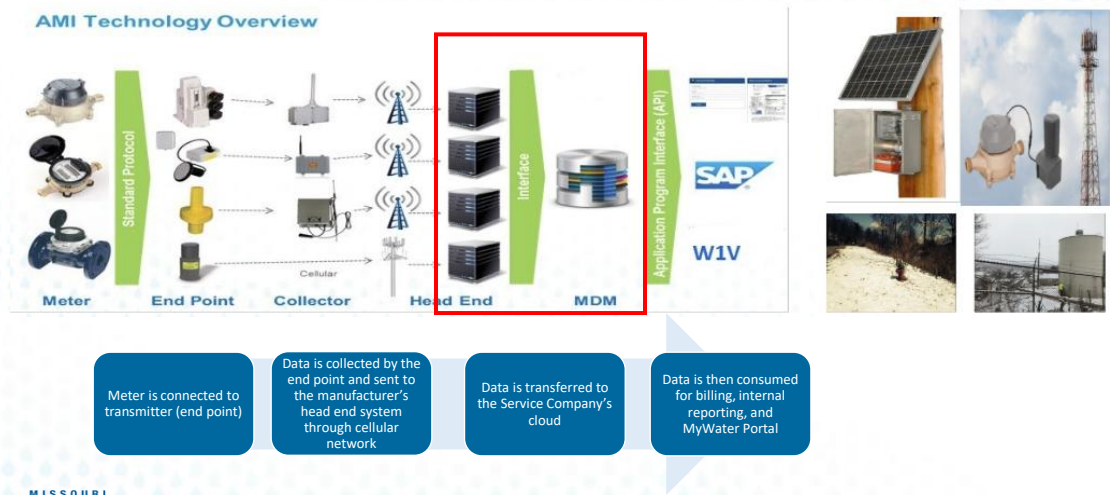 AMI Technology Overview
Standard Protocol
Interface
Application Program Interface (API)
SAP
W1V
Cellular
Meter
End Point
Collector
Head End
MDM
Meter is connected to
transmitter (end point)
Data is collected by the
end point and sent to
the manufacturer's
head end system
through cellular
network
Data is transferred to
the Service Company's
cloud
Data is then consumed
for billing, internal
reporting, and
MyWater Portal
MISSOURI